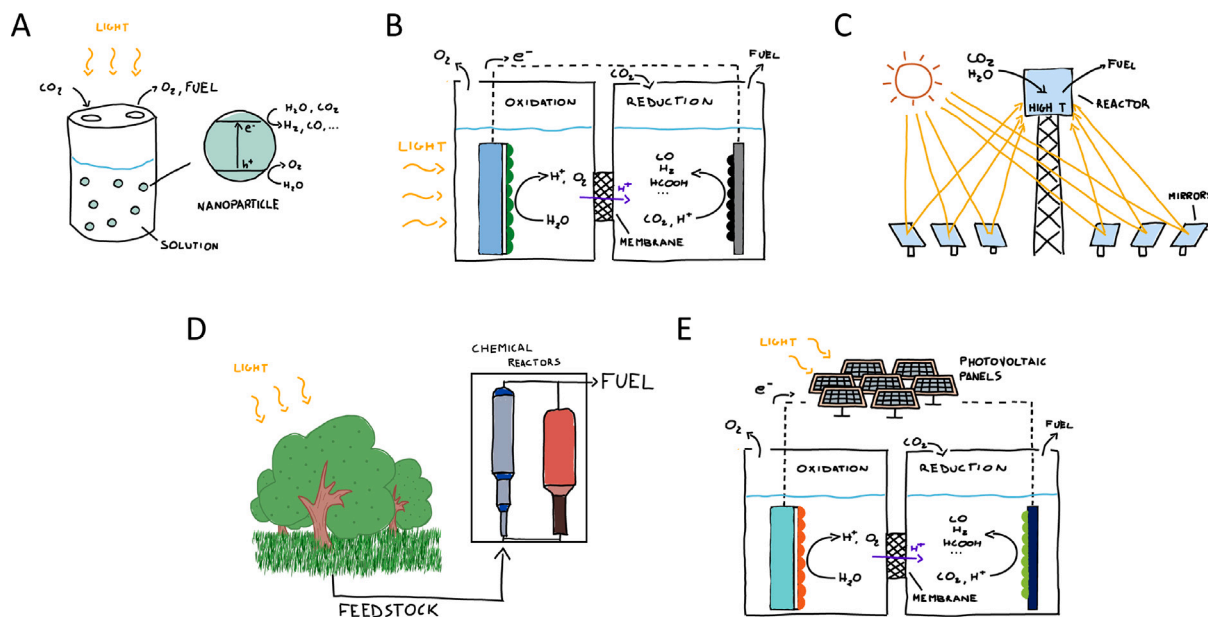 A
LIGHT
CO₂
O₂, FUEL
H₂O, CO₂
e⁻
H₂, CO,...
h⁺
O₂
H₂O
NANOPARTICLE
SOLUTION
B
O₂
e⁻
FUEL
CO₂
OXIDATION
REDUCTION
LIGHT
CO
H₂
HCOOH
...
H⁺, O₂
H⁺
H₂O
CO₂, H⁺
MEMBRANE
C
CO₂
H₂O
FUEL
HIGH T
REACTOR
MIRRORS
D
LIGHT
CHEMICAL
REACTORS
FUEL
FEEDSTOCK
E
LIGHT
PHOTOVOLTAIC
PANELS
e⁻
O₂
FUEL
CO₂
OXIDATION
REDUCTION
CO
H₂
HCOOH
...
H⁺, O₂
H⁺
H₂O
CO₂, H⁺
MEMBRANE